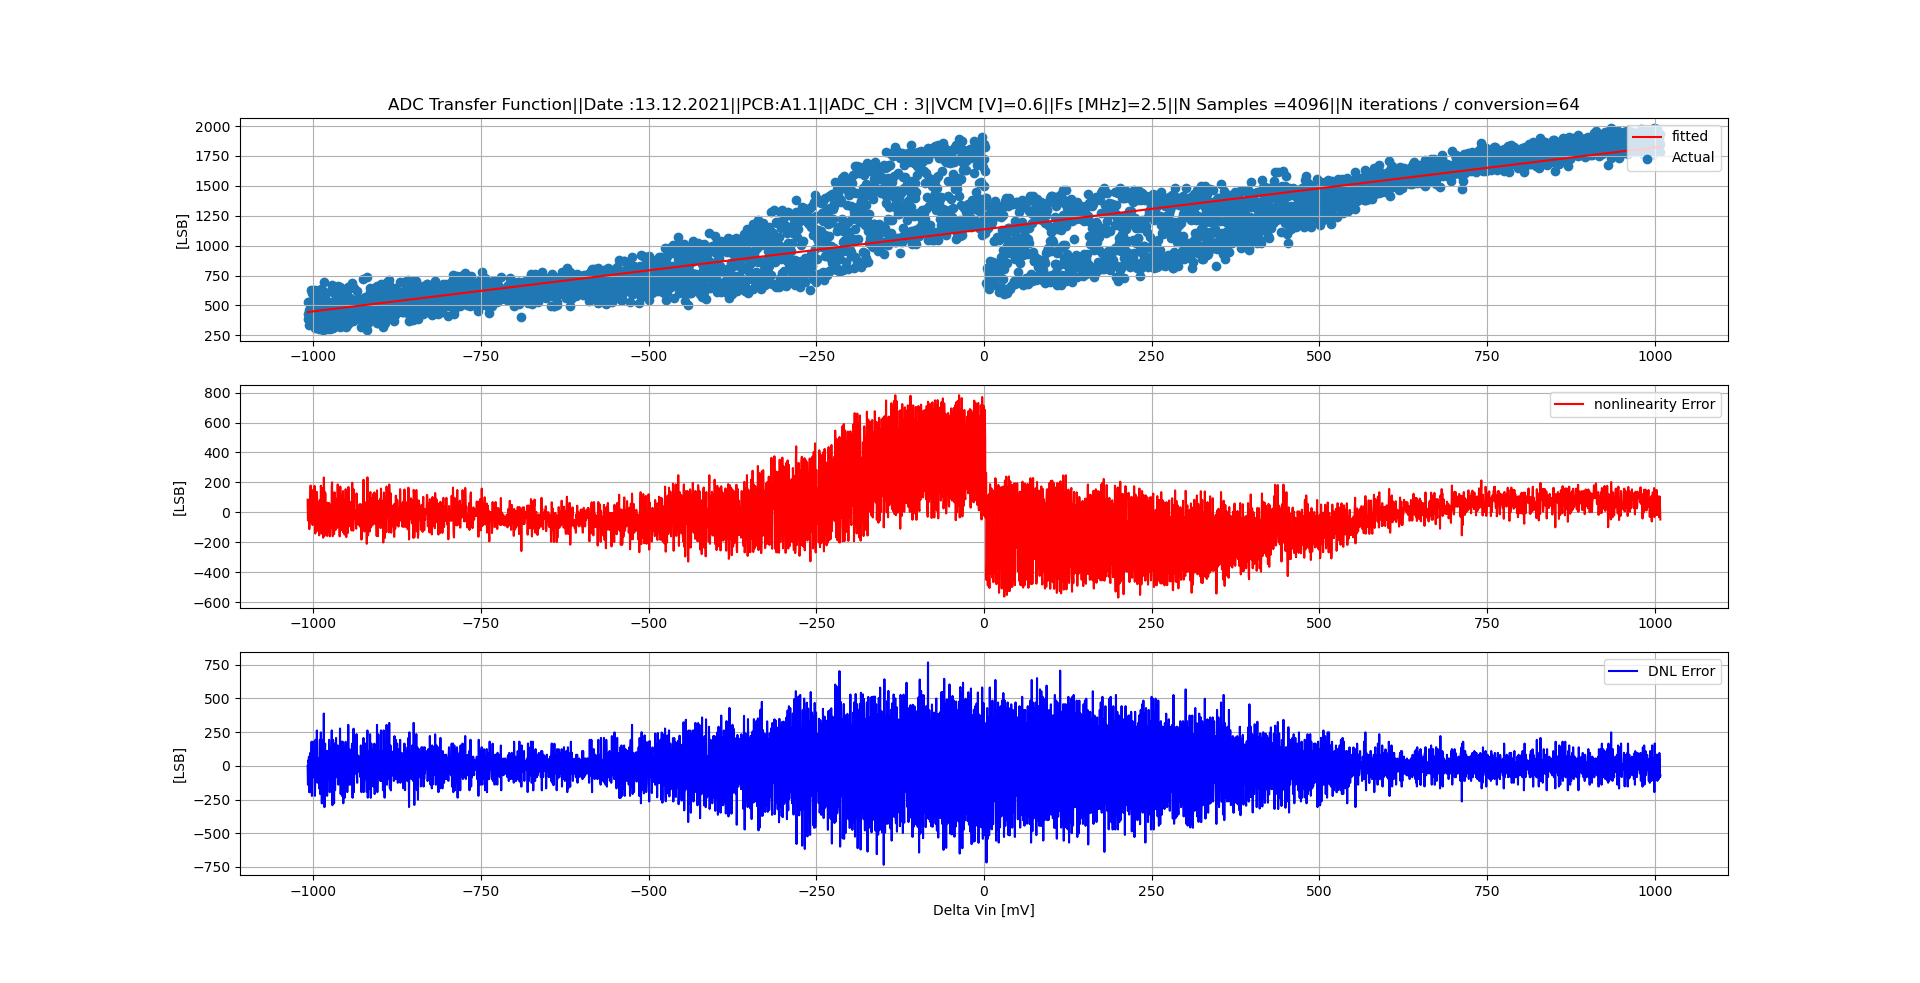 ADC Transfer Function||Date :13.12.2021||PCB:A1.1||ADC_CH : 3||VCM [V]=0.6||Fs [MHz]=2.5||N Samples =4096||N iterations / conversion=64
2000
1750
1500
1250
1000
750
500
250
[LSB]
fitted
Actual
−1000 −750 −500 −250 0 250 500 750 1000
800
600
400
200
0
−200
−400
−600
[LSB]
nonlinearity Error
−1000 −750 −500 −250 0 250 500 750 1000
750
500
250
0
−250
−500
−750
[LSB]
DNL Error
−1000 −750 −500 −250 0 250 500 750 1000
Delta Vin [mV]